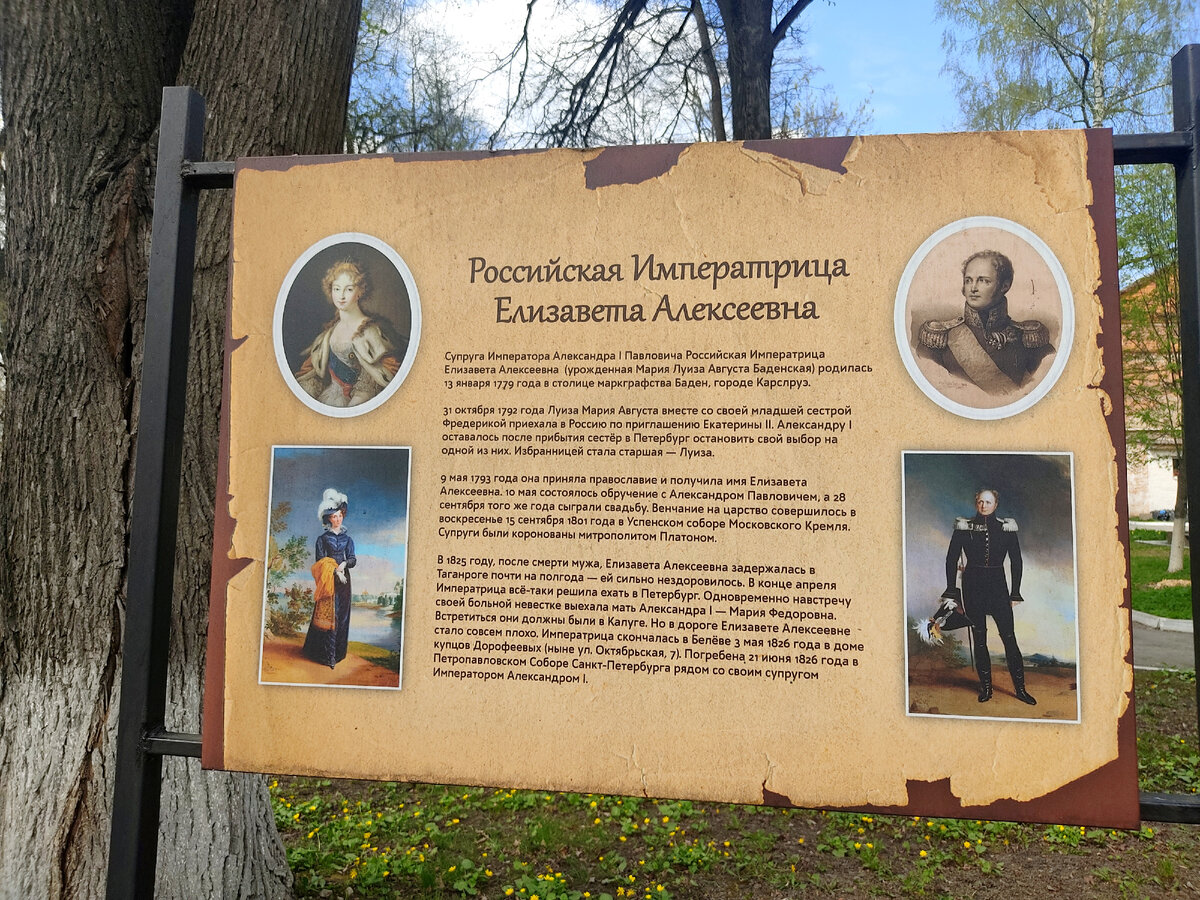 Российская Императрица
Елизавета Алексеевна
Супруга Императора Александра I Павловича Российская Императрица
Елизавета Алексеевна (урожденная Мария Луиза Августа Баденская) родилась
13 января 1779 года в столице маркграфства Баден, городе Карслруэ.
31 октября 1792 года Луиза Мария Августа вместе со своей младшей сестрой
Фредерикой приехала в Россию по приглашению Екатерины II. Александру I
оставалось после прибытия сестёр в Петербург остановить свой выбор на
одной из них. Избранницей стала старшая — Луиза.
9 мая 1793 года она приняла православие и получила имя Елизавета
Алексеевна. 10 мая состоялось обручение с Александром Павловичем, а 28
сентября того же года сыграли свадьбу. Венчание на царство совершилось в
воскресенье 15 сентября 1801 года в Успенском соборе Московского Кремля.
Супруги были коронованы митрополитом Платоном.
В 1825 году, после смерти мужа, Елизавета Алексеевна задержалась в
Таганроге почти на полгода — ей сильно нездоровилось. В конце апреля
Императрица всё-таки решила ехать в Петербург. Одновременно навстречу
своей больной невестке выехала мать Александра I — Мария Федоровна.
Встретиться они должны были в Калуге. Но в дороге Елизавете Алексеевне
стало совсем плохо. Императрица скончалась в Белёве 3 мая 1826 года в доме
купцов Дорофеевых (ныне ул. Октябрьская, 7). Погребена 21 июня 1826 года в
Петропавловском Соборе Санкт-Петербурга рядом со своим супругом
Императором Александром I.